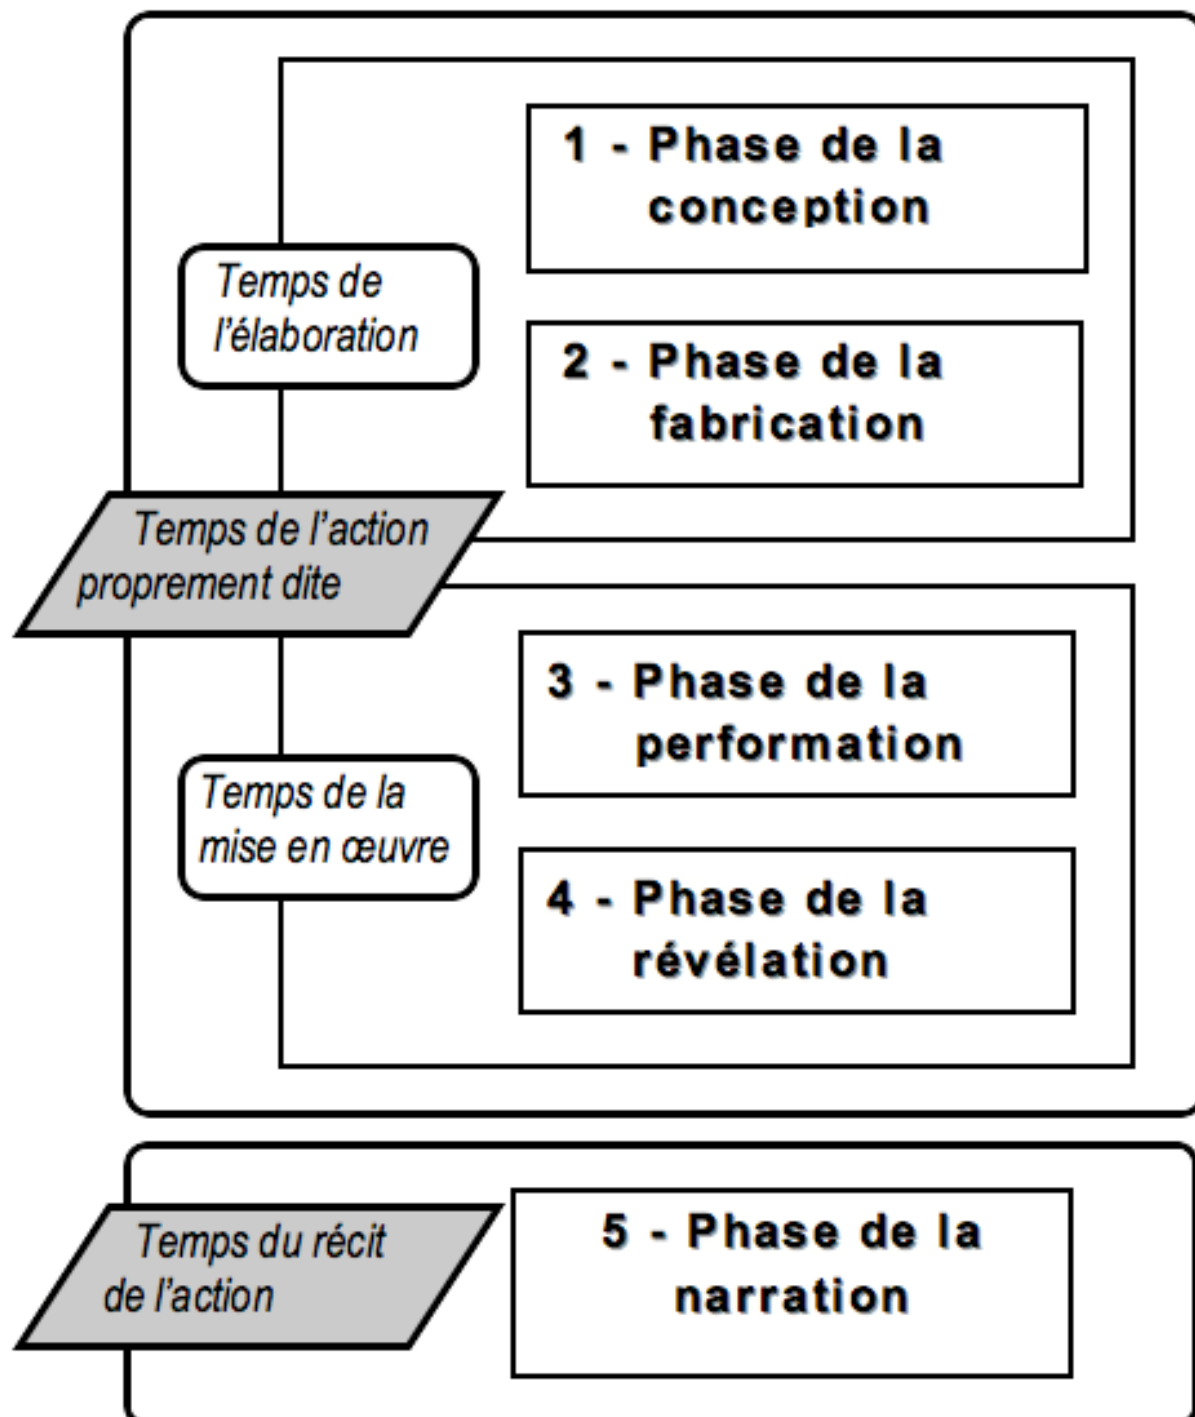 1 - Phase de la
conception
Temps de
l’élaboration
2 - Phase de la
fabrication
Temps de l’action
proprement dite
3 - Phase de la
performation
Temps de la
mise en œuvre
4 - Phase de la
révélation
Temps du récit
de l’action
5 - Phase de la
narration